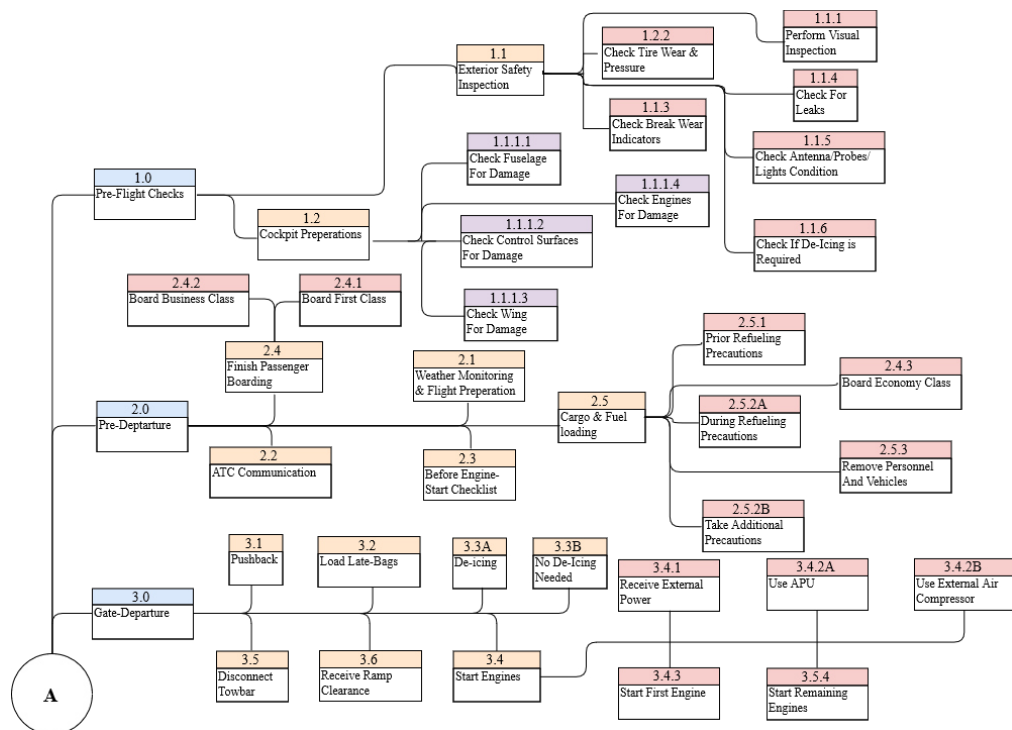 1.1.1
Perform Visual
Inspection
1.2.2
Check Tire Wear &
Pressure
1.1
Exterior Safety
Inspection
1.1.4
Check For
Leaks
1.1.3
Check Break Wear
Indicators
1.1.5
Check Antenna/Probes/
Lights Condition
1.1.1.1
Check Fuselage
For Damage
1.0
Pre-Flight Checks
1.1.1.4
Check Engines
For Damage
1.2
Cockpit Preperations
1.1.1.2
Check Control Surfaces
For Damage
1.1.6
Check If De-Icing is
Required
2.4.2
Board Business Class
2.4.1
Board First Class
1.1.1.3
Check Wing
For Damage
2.5.1
Prior Refueling
Precautions
2.4
Finish Passenger
Boarding
2.1
Weather Monitoring
& Flight Preparation
2.4.3
Board Economy Class
2.0
Pre-Deptarture
2.5
Cargo & Fuel
loading
2.5.2A
During Refueling
Precautions
2.2
ATC Communication
2.3
Before Engine-
Start Checklist
2.5.3
Remove Personnel
And Vehicles
2.5.2B
Take Additional
Precautions
3.1
Pushback
3.2
Load Late-Bags
3.3A
De-icing
3.3B
No De-Icing
Needed
3.4.1
Receive External
Power
3.4.2A
Use APU
3.4.2B
Use External Air
Compressor
3.0
Gate-Departure
3.5
Disconnect
Towbar
3.6
Receive Ramp
Clearance
3.4
Start Engines
3.4.3
Start First Engine
3.5.4
Start Remaining
Engines
A